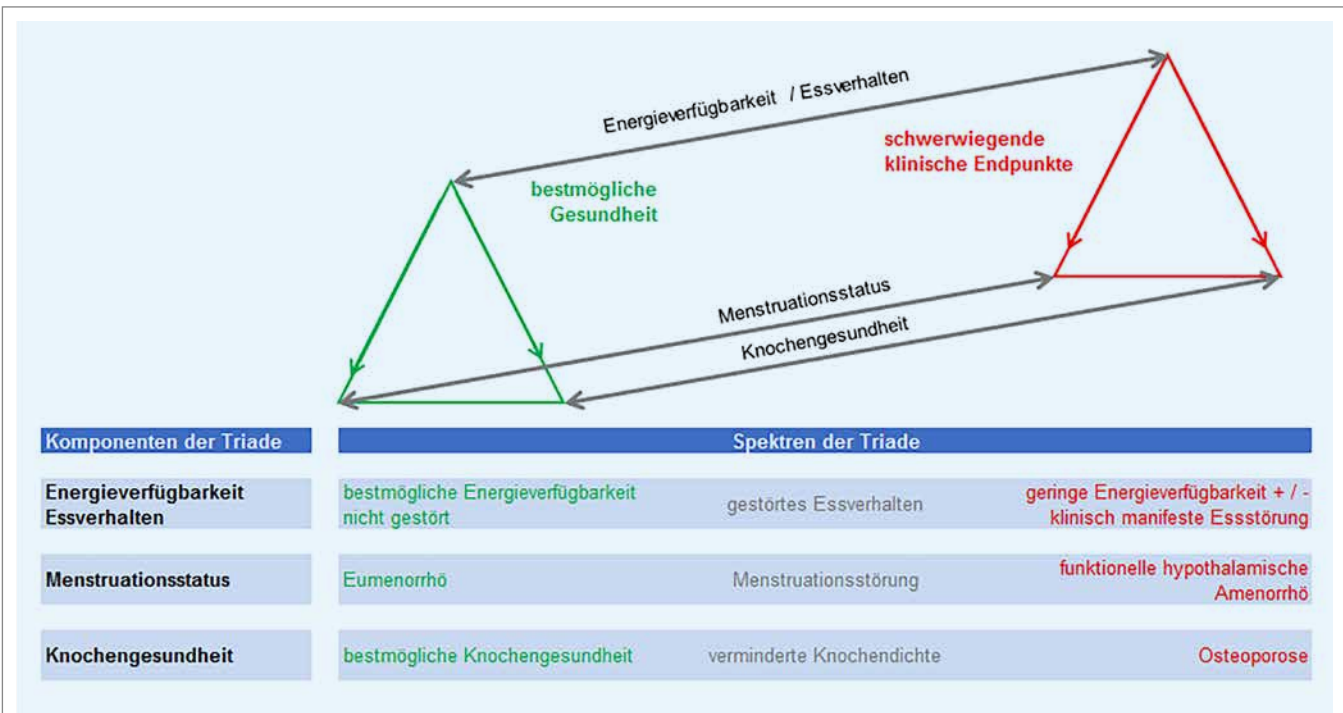 Energieverfügbarkeit / Essverhalten
schwerwiegende
klinische Endpunkte
bestmögliche
Gesundheit
Menstruationsstatus
Knochengesundheit
Komponenten der Triade
Spektren der Triade
Energieverfügbarkeit
Essverhalten
bestmögliche Energieverfügbarkeit
nicht gestört
gestörtes Essverhalten
geringe Energieverfügbarkeit + / -
klinisch manifeste Essstörung
Menstruationsstatus
Eumenorrhö
Menstruationsstörung
funktionelle hypothalamische
Amenorrhö
Knochengesundheit
bestmögliche Knochengesundheit
verminderte Knochendichte
Osteoporose